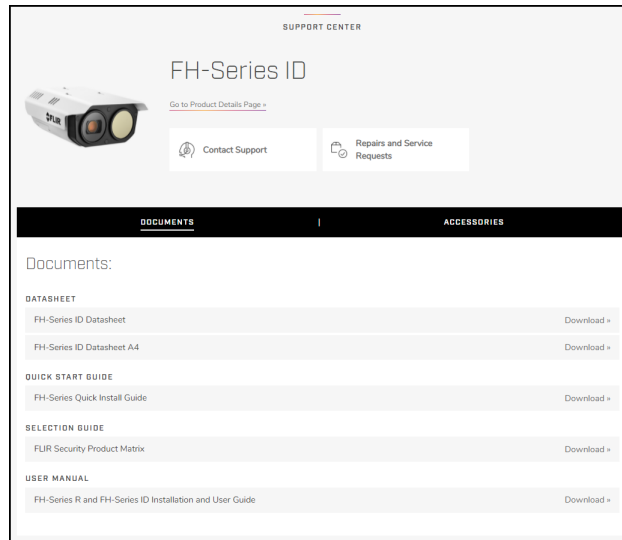 SUPPORT CENTER
FH-Series ID
Go to Product Details Page »
Contact Support
Repairs and Service
Requests
FLIR
DOCUMENTS
ACCESSORIES
Documents:
DATASHEET
FH-Series ID Datasheet Download »
FH-Series ID Datasheet A4 Download »
QUICK START GUIDE
FH-Series Quick Install Guide Download »
SELECTION GUIDE
FLIR Security Product Matrix Download »
USER MANUAL
FH-Series R and FH-Series ID Installation and User Guide Download »